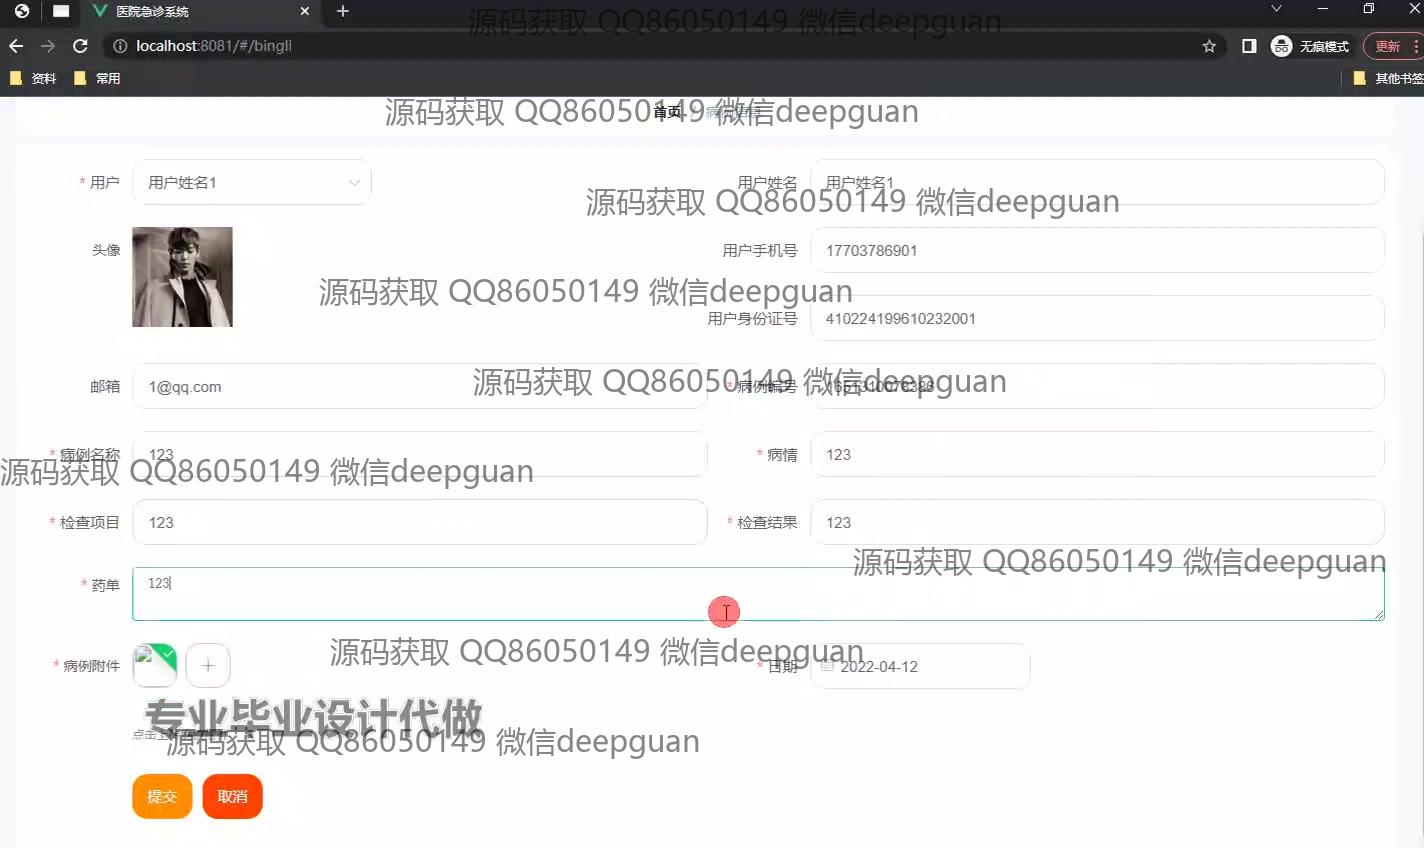 医院急诊系统
源码获取 QQ86050149 微信deepguan
localhost:8081/#/bingli
无痕模式
更新
资料
常用
其他书签
源码获取 QQ86050149 微信deepguan
首页
* 用户 用户姓名1
用户姓名 用户姓名1
源码获取 QQ86050149 微信deepguan
头像
用户手机号 17703786901
源码获取 QQ86050149 微信deepguan
用户身份证号 410224199610232001
邮箱 1@qq.com
* 病例编号
源码获取 QQ86050149 微信deepguan
* 病例名称 123
* 病情 123
源码获取 QQ86050149 微信deepguan
* 检查项目 123
* 检查结果 123
源码获取 QQ86050149 微信deepguan
* 药单 123
源码获取 QQ86050149 微信deepguan
* 病例附件
* 日期 2022-04-12
专业毕业设计代做
源码获取 QQ86050149 微信deepguan
提交
取消